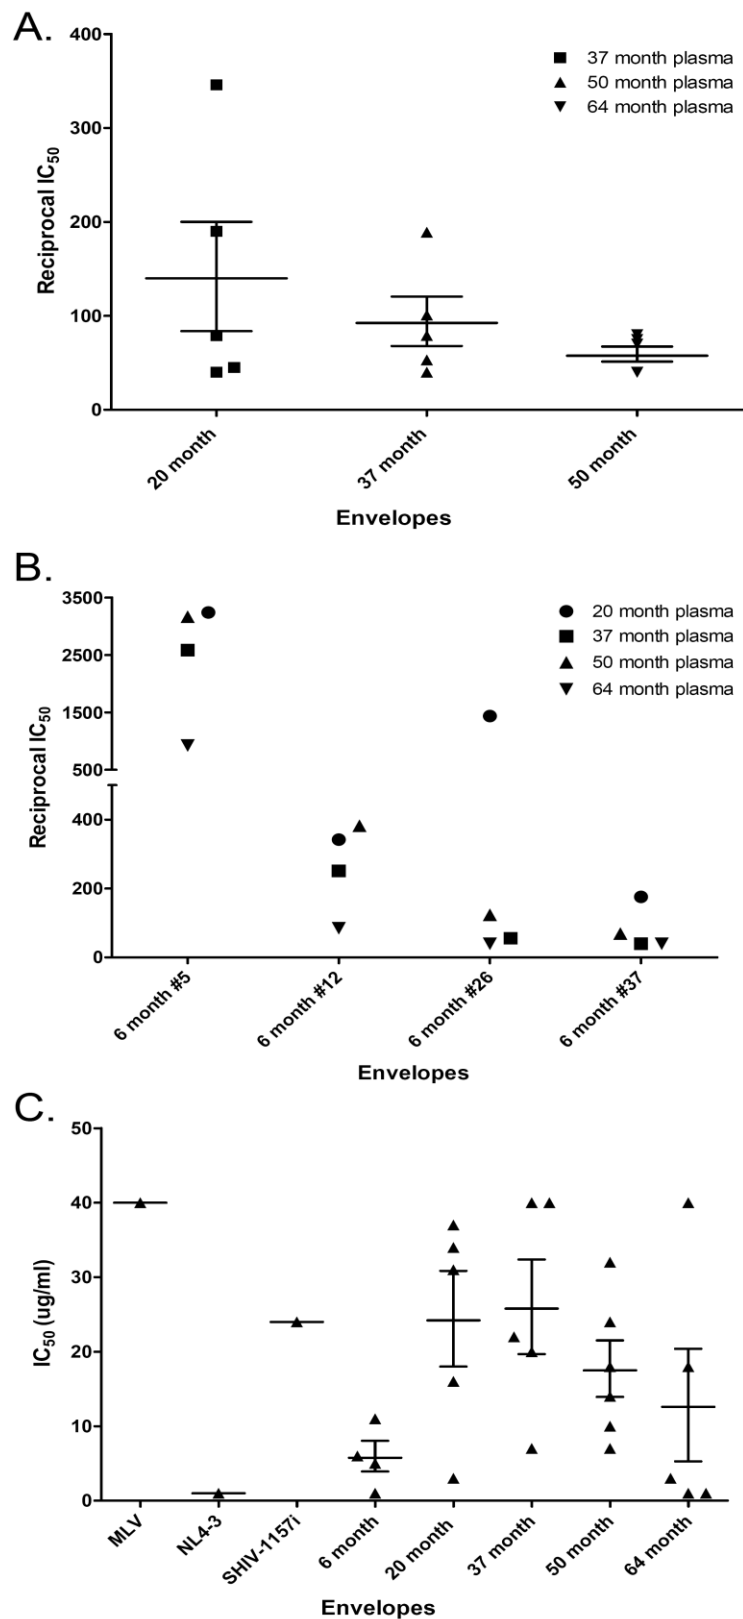 A.
400
300
200
100
0
Reciprocal IC50
37 month plasma
50 month plasma
64 month plasma
20 month
37 month
50 month
Envelopes
B.
3500
2500
1500
500
400
200
0
Reciprocal IC50
20 month plasma
37 month plasma
50 month plasma
64 month plasma
6 month #5
6 month #12
6 month #26
6 month #37
Envelopes
C.
50
40
30
20
10
0
IC50 (ug/ml)
MLV
NL4-3
SHIV-1157i
6 month
20 month
37 month
50 month
64 month
Envelopes